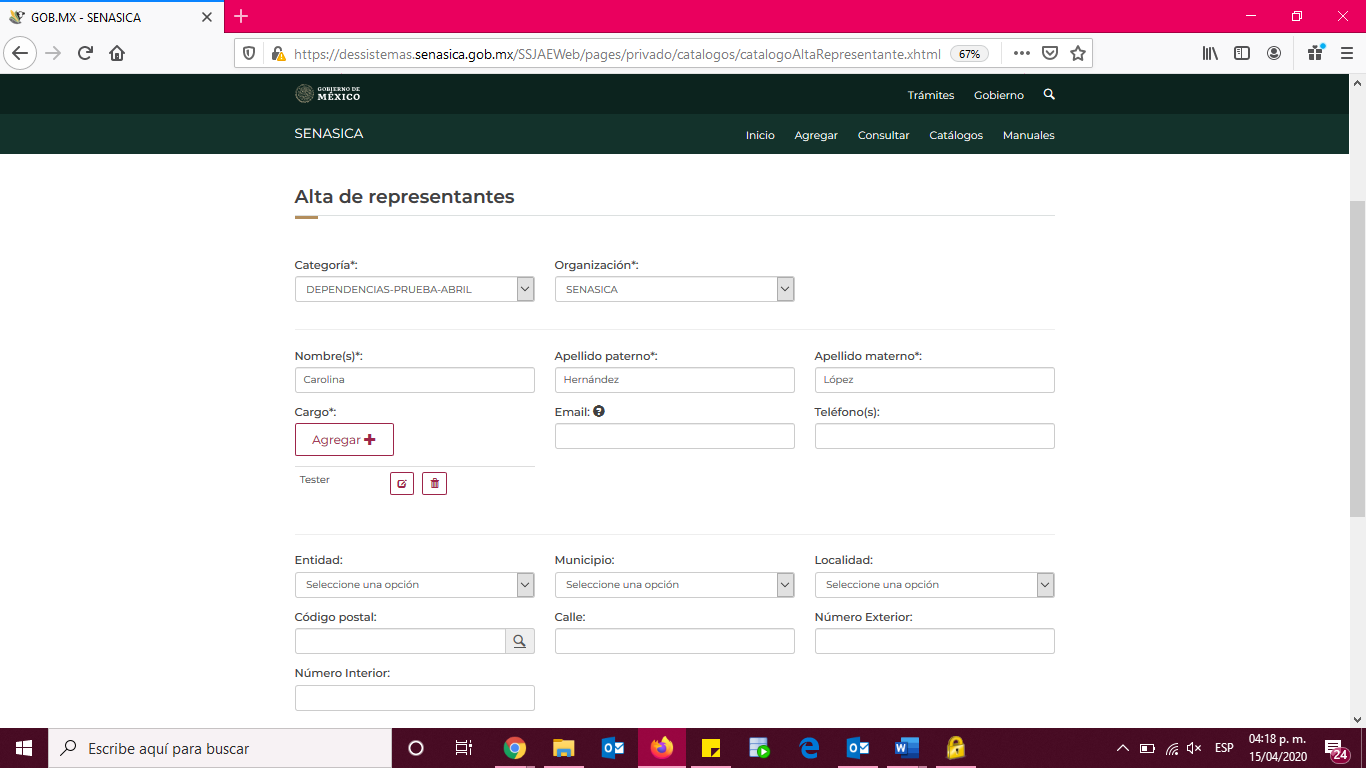 GOB.MX - SENASICA
https://dessistemas.senasica.gob.mx/SSJAEWeb/pages/privado/catalogos/catalogoAltaRepresentante.xhtml 67%
GOBIERNO DE MÉXICO Trámites Gobierno
SENASICA Inicio Agregar Consultar Catálogos Manuales
Alta de representantes
Categoría*: Organización*:
DEPENDENCIAS-PRUEBA-ABRIL SENASICA
Nombre(s)*: Apellido paterno*: Apellido materno*:
Carolina Hernández López
Cargo*: Email: Teléfono(s):
Agregar
Tester
Entidad: Municipio: Localidad:
Seleccione una opción Seleccione una opción Seleccione una opción
Código postal: Calle: Número Exterior:
Número Interior:
Escribe aquí para buscar ESP 04:18 p. m.
15/04/2020 24